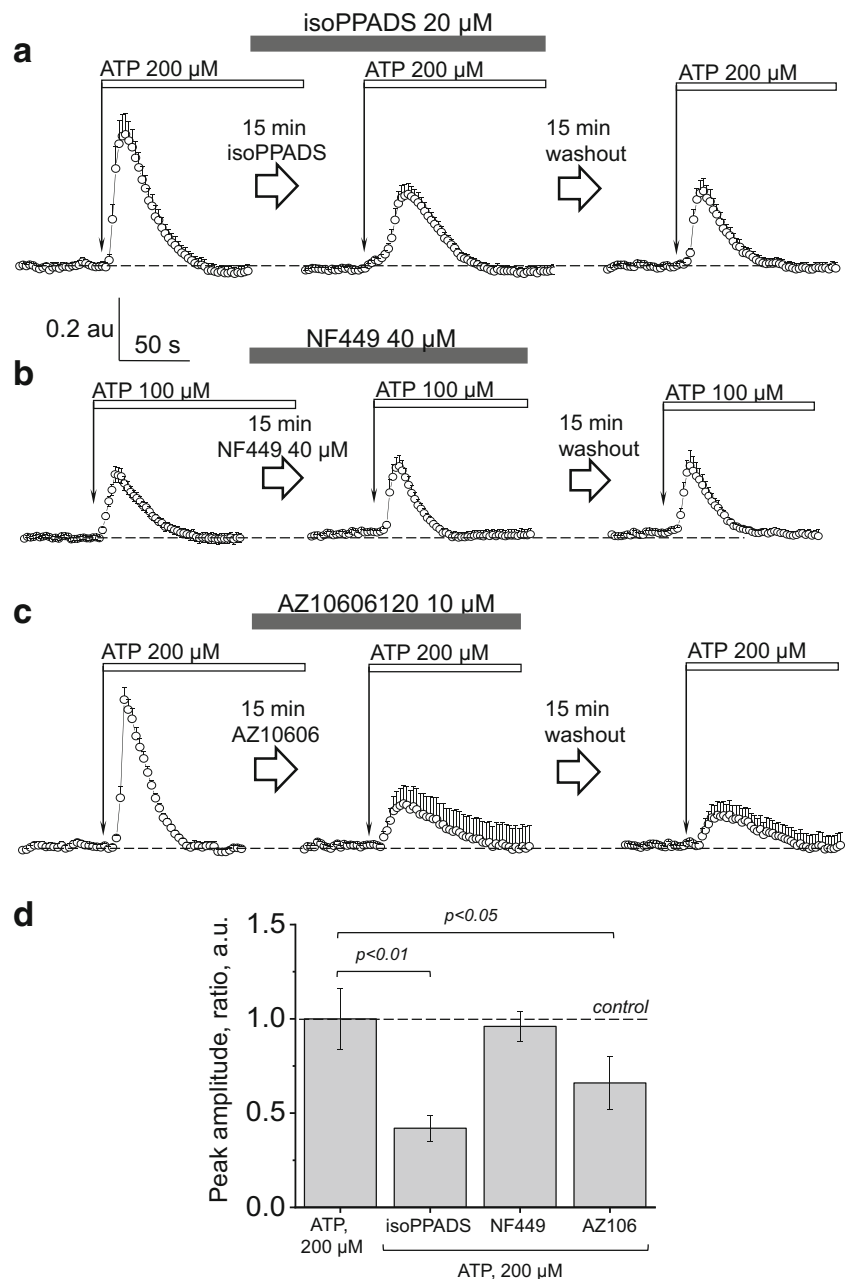 isoPPADS 20 µM
a
ATP 200 µM
ATP 200 µM
ATP 200 µM
15 min
isoPPADS
15 min
washout
0.2 au
50 s
NF449 40 µM
b
ATP 100 µM
ATP 100 µM
ATP 100 µM
15 min
NF449 40 µM
15 min
washout
AZ10606120 10 µM
c
ATP 200 µM
ATP 200 µM
ATP 200 µM
15 min
AZ10606
15 min
washout
d
Peak amplitude, ratio, a.u.
1.5
1.0
0.5
0.0
p<0.05
p<0.01
control
ATP,
200 µM
isoPPADS
NF449
AZ106
ATP, 200 µM